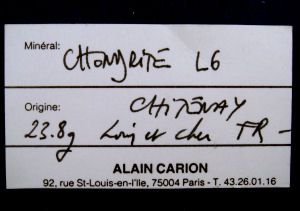 Minéral: CHONDRITE L6
Origine: CHITENAY
23.8g Loir et cher FR -
ALAIN CARION
92, rue St-Louis-en-l'Ile, 75004 Paris - T. 43.26.01.16